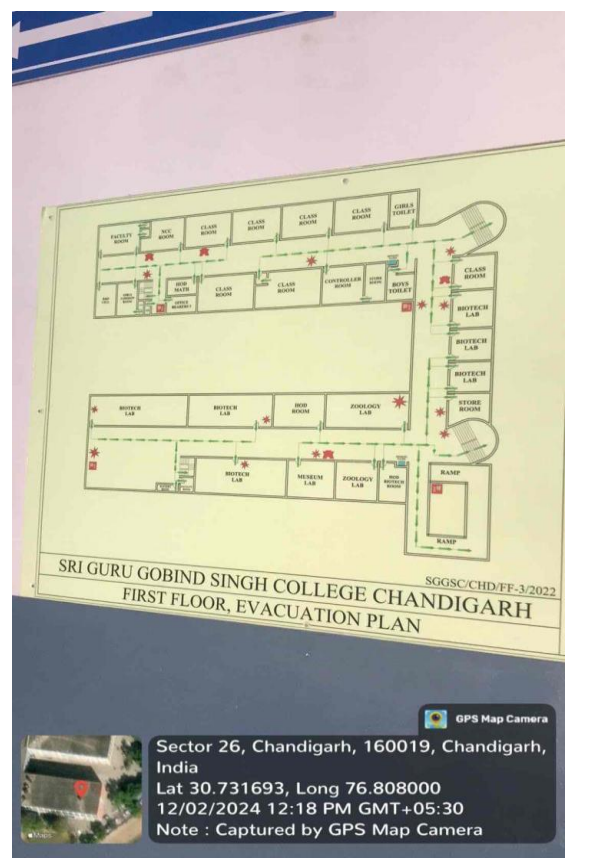 GIRLS
TOILET
CLASS
ROOM
CLASS
ROOM
CLASS
ROOM
CLASS
ROOM
NCC
ROOM
FACULTY
ROOM
HOD
MATH
CLASS
ROOM
CLASS
ROOM
CONTROLLER
ROOM
STORE
ROOM
BOYS
TOILET
CLASS
ROOM
BIOTECH
LAB
BIOTECH
LAB
BIOTECH
LAB
STORE
ROOM
BIOTECH
LAB
BIOTECH
LAB
HOD
ROOM
ZOOLOGY
LAB
BIOTECH
LAB
MUSEUM
LAB
ZOOLOGY
LAB
HOD
BIOTECH
ROOM
RAMP
RAMP
SGGSC/CHD/FF-3/2022
SRI GURU GOBIND SINGH COLLEGE CHANDIGARH
FIRST FLOOR, EVACUATION PLAN
GPS Map Camera
Sector 26, Chandigarh, 160019, Chandigarh,
India
Lat 30.731693, Long 76.808000
12/02/2024 12:18 PM GMT+05:30
Note : Captured by GPS Map Camera
Maps